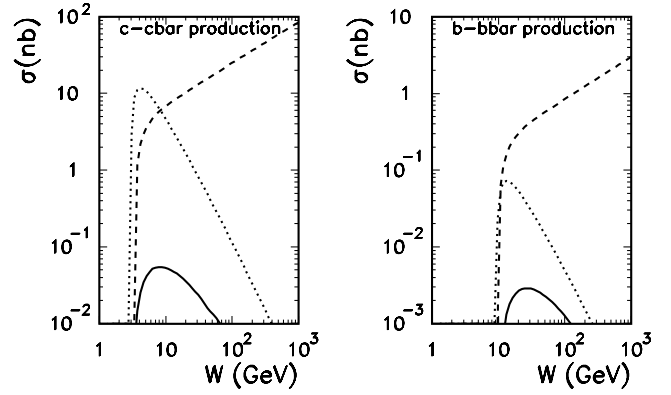 c-cbar production
σ(nb)
10²
10
1
10⁻¹
10⁻²
1 10 10² 10³
W (GeV)
b-bbar production
σ(nb)
10
1
10⁻¹
10⁻²
10⁻³
1 10 10² 10³
W (GeV)